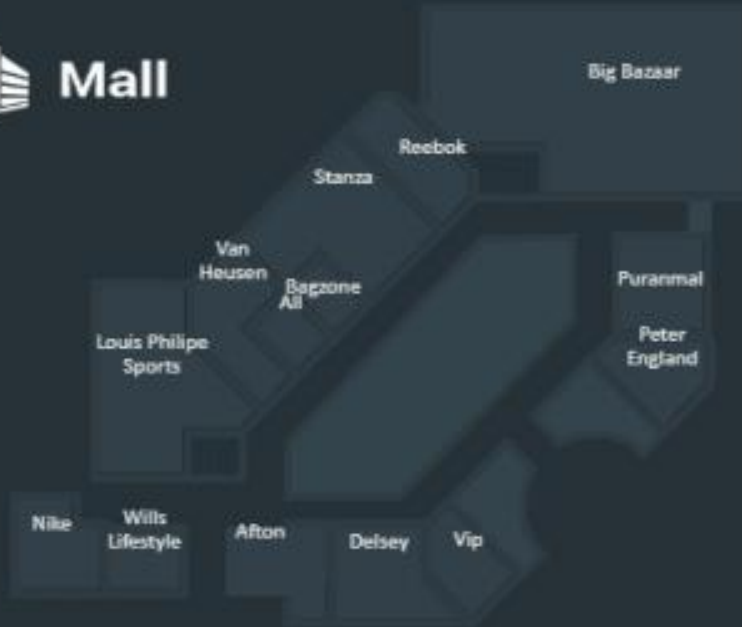 Mall
Big Bazaar
Reebok
Stanza
Van
Heusen
Bagzone
All
Puranmal
Louis Philipe
Sports
Peter
England
Nike
Wills
Lifestyle
Afton
Delsey
Vip